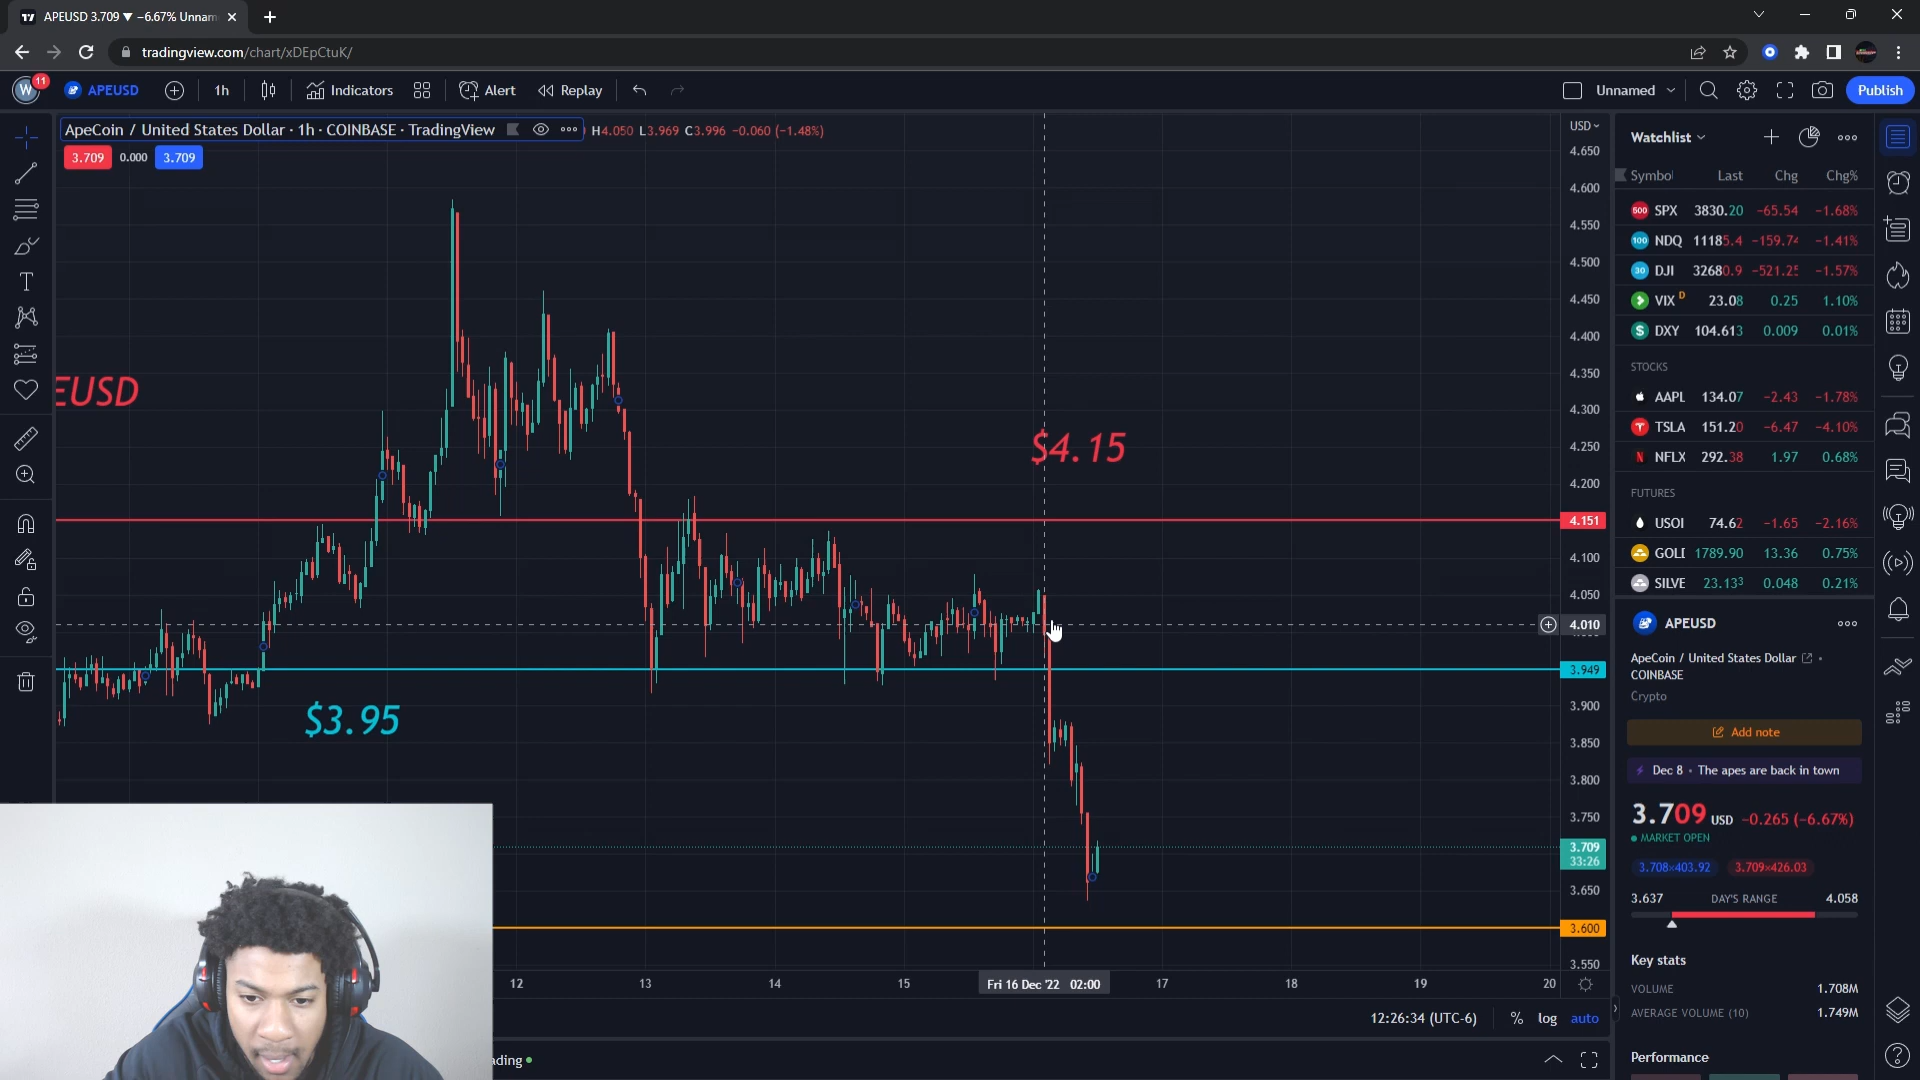 APEUSD 3.709 ▼ −6.67% Unnam
tradingview.com/chart/xDEpCtuK/
W 11 APEUSD 1h Indicators Alert Replay Unnamed Publish
ApeCoin / United States Dollar · 1h · COINBASE · TradingView H4.050 L3.969 C3.996 −0.060 (−1.48%)
3.709 0.000 3.709
USD
4.650
4.600
4.550
4.500
4.450
4.400
4.350
4.300
4.250
4.200
4.151
4.100
4.050
4.010
3.949
3.900
3.850
3.800
3.750
3.709
33:26
3.650
3.600
3.550
EUSD
$4.15
$3.95
12 13 14 15 Fri 16 Dec '22 02:00 17 18 19 20
12:26:34 (UTC-6) % log auto
ading
Watchlist
Symbol Last Chg Chg%
500 SPX 3830.20 −65.54 −1.68%
100 NDQ 11185.4 −159.74 −1.41%
30 DJI 32680.9 −521.25 −1.57%
VIX D 23.08 0.25 1.10%
$ DXY 104.613 0.009 0.01%
STOCKS
AAPL 134.07 −2.43 −1.78%
TSLA 151.20 −6.47 −4.10%
N NFLX 292.38 1.97 0.68%
FUTURES
USOI 74.62 −1.65 −2.16%
GOLI 1789.90 13.36 0.75%
SILVE 23.133 0.048 0.21%
APEUSD
ApeCoin / United States Dollar
COINBASE
Crypto
Add note
Dec 8 · The apes are back in town
3.709 USD −0.265 (−6.67%)
MARKET OPEN
3.708×403.92 3.709×426.03
3.637 DAY'S RANGE 4.058
Key stats
VOLUME 1.708M
AVERAGE VOLUME (10) 1.749M
Performance